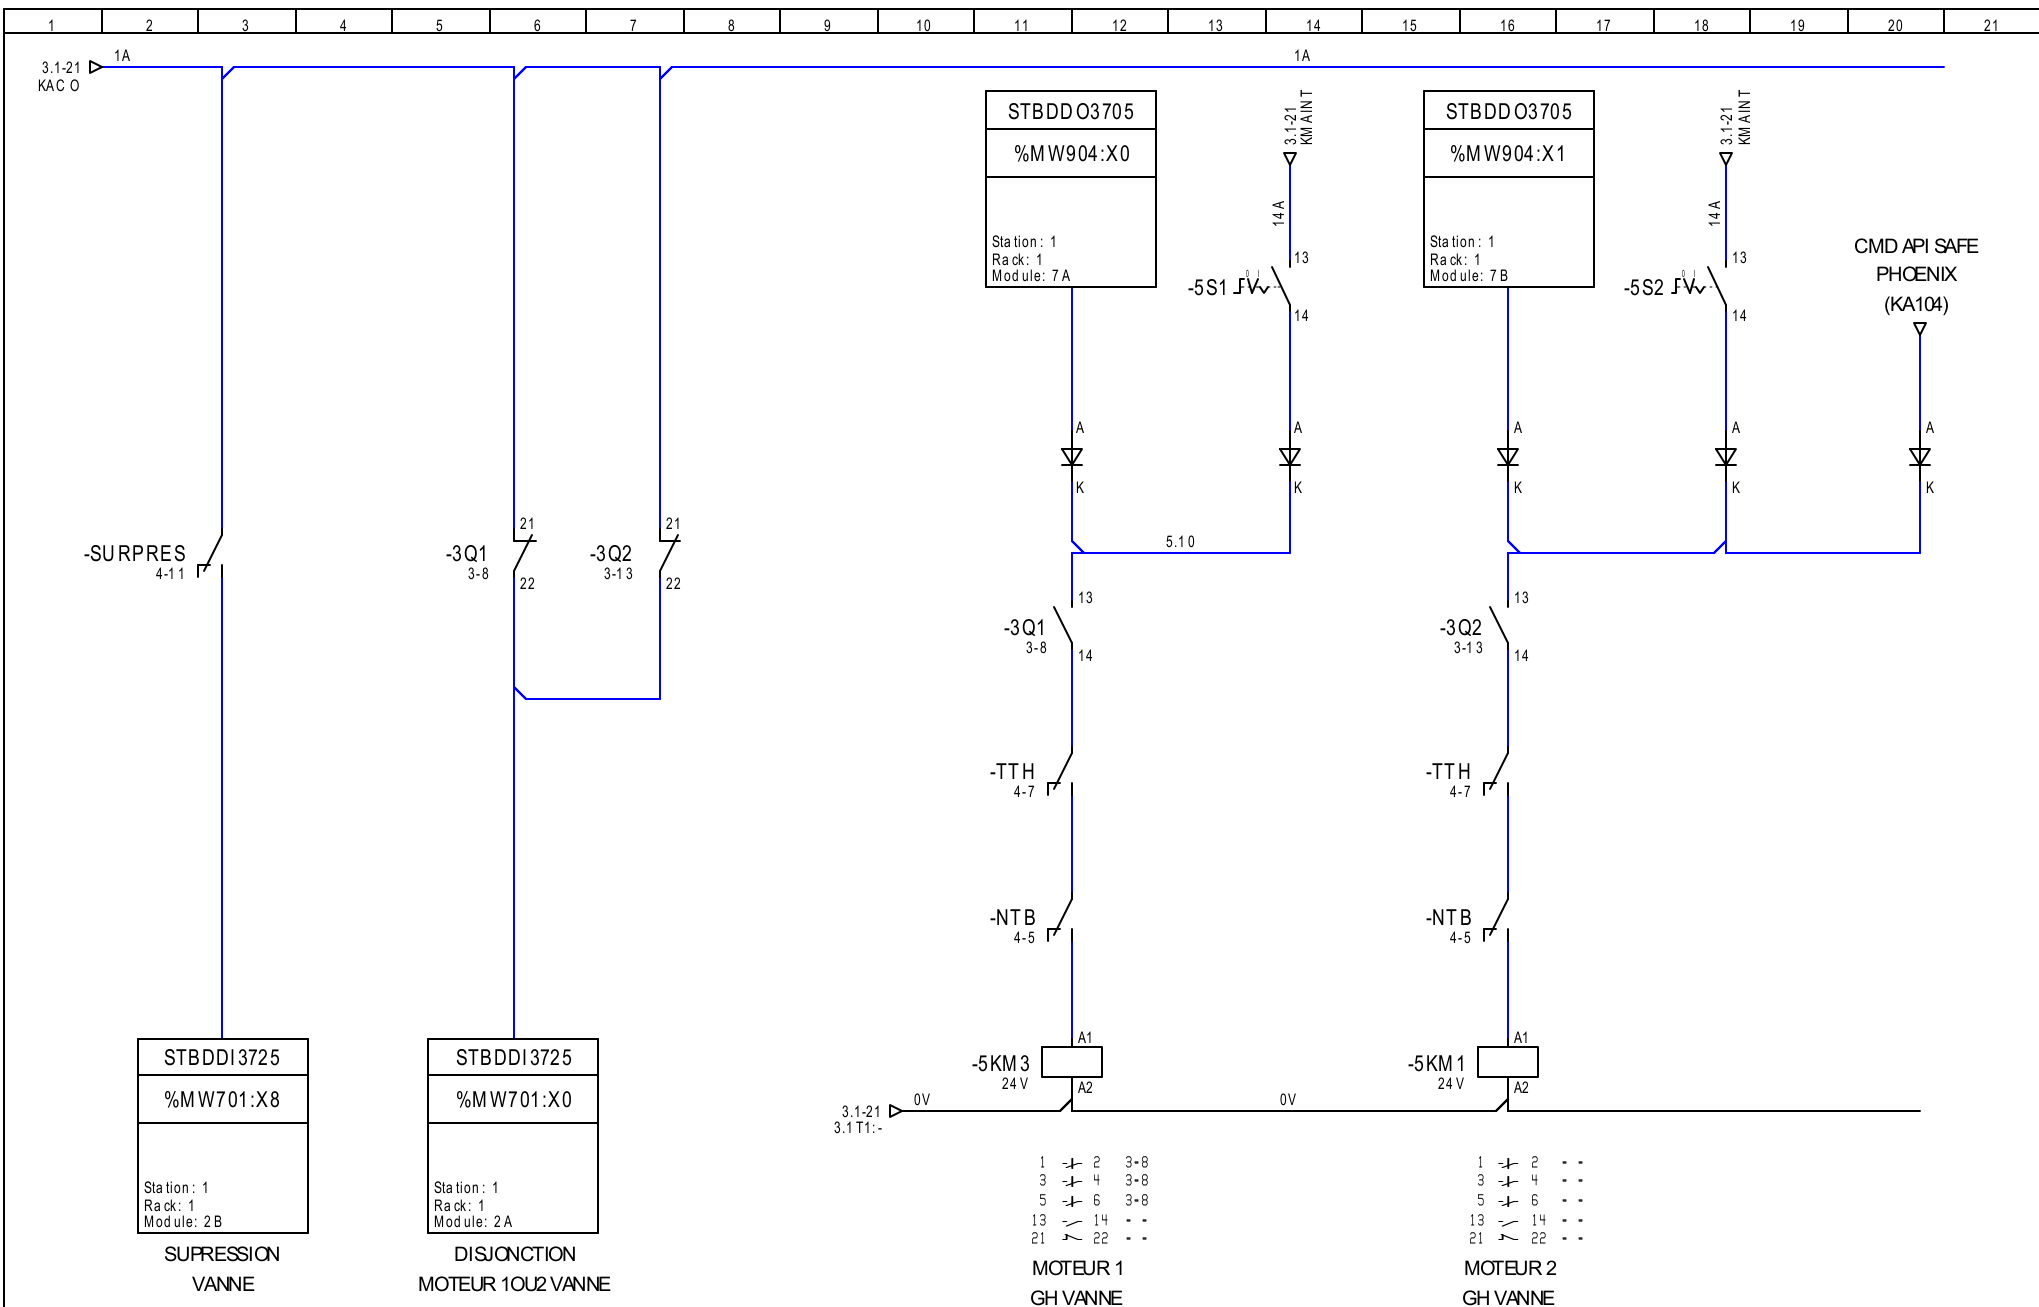 1 2 3 4 5 6 7 8 9 10 11 12 13 14 15 16 17 18 19 20 21
3.1-21 1A 1A
KACO
STBDDO3705
%MW904:X0
Station: 1
Rack: 1
Module: 7A
3.1-21
KMAINT
14A
13
-5S1 0 1
14
STBDDO3705
%MW904:X1
Station: 1
Rack: 1
Module: 7B
3.1-21
KMAINT
14A
13
-5S2 0 1
14
CMD API SAFE
PHOENIX
(KA104)
A A A A A
K K K K K
-SURPRES
4-11
21
-3Q1
3-8
22
21
-3Q2
3-13
22
5.10
13
-3Q1
3-8
14
13
-3Q2
3-13
14
-TTH
4-7
-TTH
4-7
-NTB
4-5
-NTB
4-5
STBDDI3725
%MW701:X8
Station: 1
Rack: 1
Module: 2B
SUPRESSION
VANNE
STBDDI3725
%MW701:X0
Station: 1
Rack: 1
Module: 2A
DISJONCTION
MOTEUR 1OU2 VANNE
A1
-5KM3
24V
A2
A1
-5KM1
24V
A2
3.1-21 0V 0V
3.1T1:-
1 2 3-8
3 4 3-8
5 6 3-8
13 14 - -
21 22 - -
MOTEUR 1
GH VANNE
1 2 - -
3 4 - -
5 6 - -
13 14 - -
21 22 - -
MOTEUR 2
GH VANNE